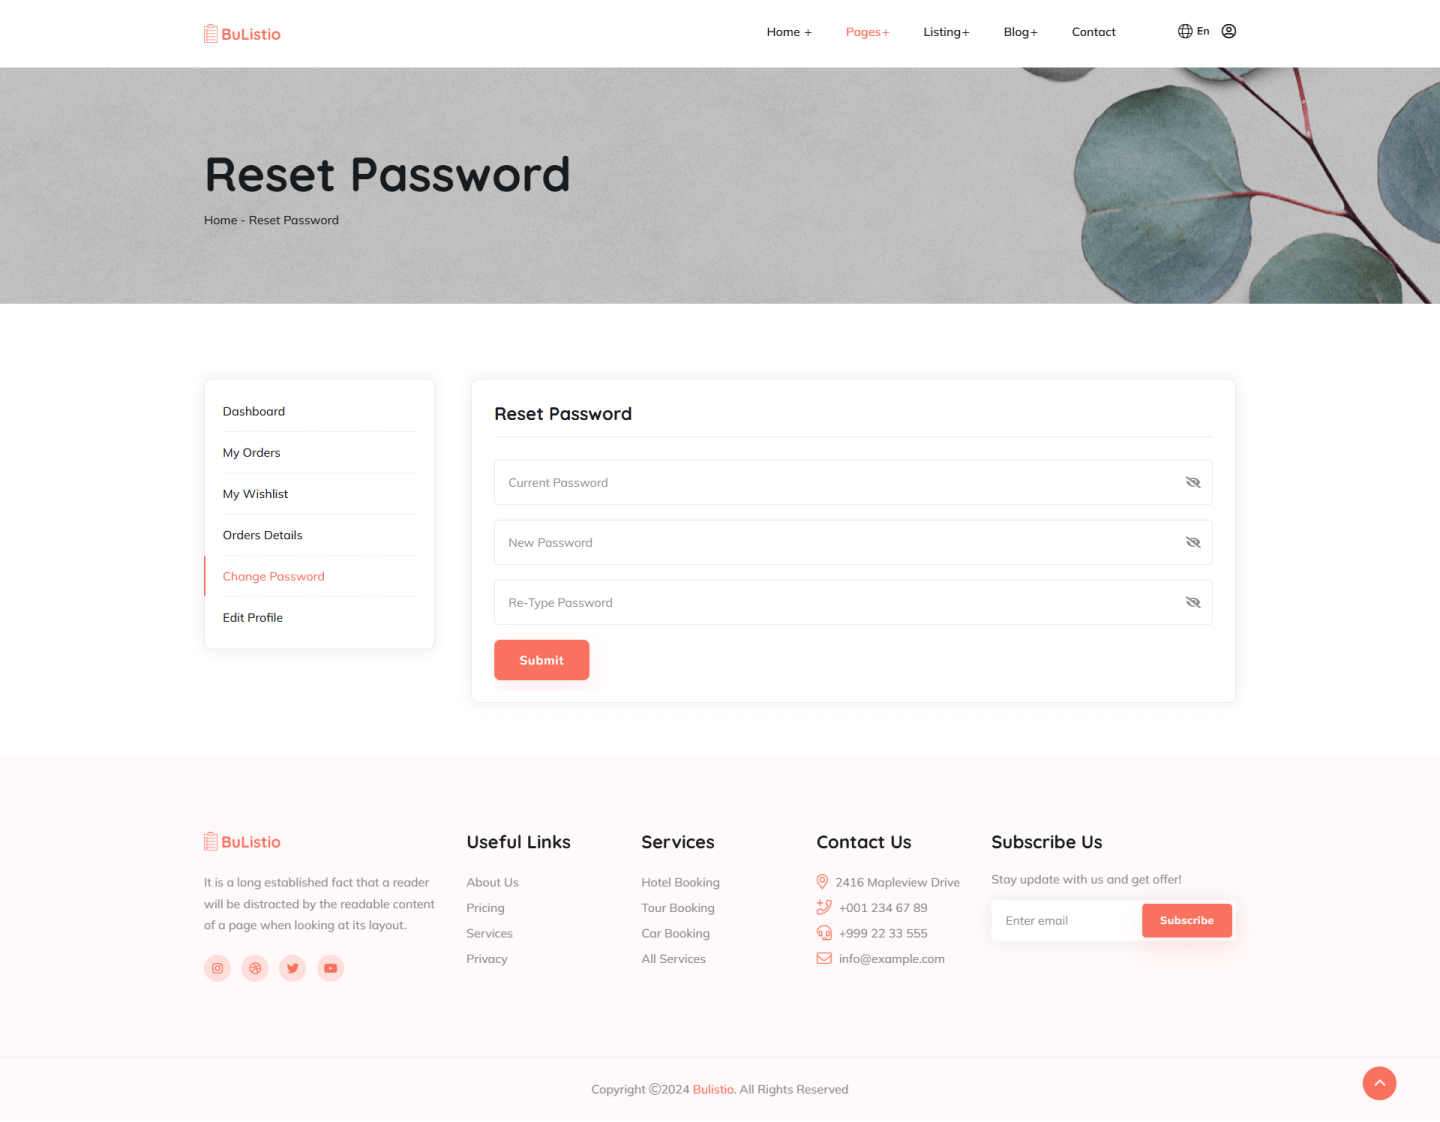 BuListio
Home +
Pages+
Listing+
Blog+
Contact
En
Reset Password
Home - Reset Password
Dashboard
My Orders
My Wishlist
Orders Details
Change Password
Edit Profile
Reset Password
Current Password
New Password
Re-Type Password
Submit
BuListio
It is a long established fact that a reader
will be distracted by the readable content
of a page when looking at its layout.
Useful Links
About Us
Pricing
Services
Privacy
Services
Hotel Booking
Tour Booking
Car Booking
All Services
Contact Us
2416 Mapleview Drive
+001 234 67 89
+999 22 33 555
info@example.com
Subscribe Us
Stay update with us and get offer!
Enter email
Subscribe
Copyright ©2024 Bulistio. All Rights Reserved